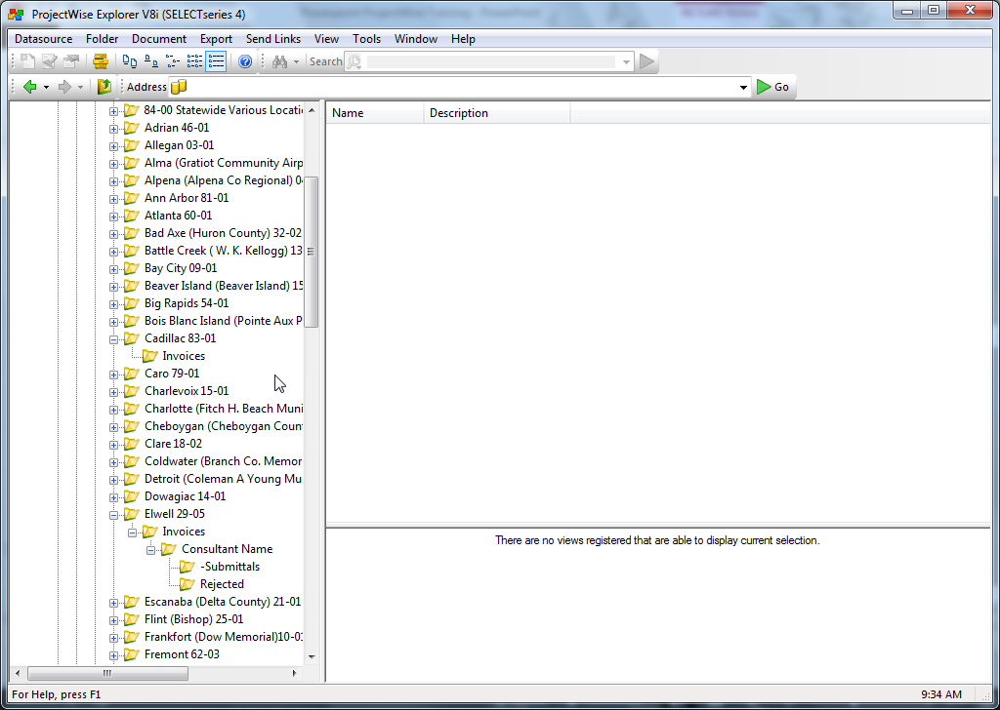 ProjectWise Explorer V8i (SELECTseries 4)
Datasource Folder Document Export Send Links View Tools Window Help
Search
Address Go
Name Description
84-00 Statewide Various Locatio
Adrian 46-01
Allegan 03-01
Alma (Gratiot Community Airp
Alpena (Alpena Co Regional) 04
Ann Arbor 81-01
Atlanta 60-01
Bad Axe (Huron County) 32-02
Battle Creek ( W. K. Kellogg) 13
Bay City 09-01
Beaver Island (Beaver Island) 15
Big Rapids 54-01
Bois Blanc Island (Pointe Aux P
Cadillac 83-01
Invoices
Caro 79-01
Charlevoix 15-01
Charlotte (Fitch H. Beach Muni
Cheboygan (Cheboygan Coun
Clare 18-02
Coldwater (Branch Co. Memor
Detroit (Coleman A Young Mu
Dowagiac 14-01
Elwell 29-05
Invoices
Consultant Name
-Submittals
Rejected
Escanaba (Delta County) 21-01
Flint (Bishop) 25-01
Frankfort (Dow Memorial)10-01
Fremont 62-03
There are no views registered that are able to display current selection.
For Help, press F1
9:34 AM